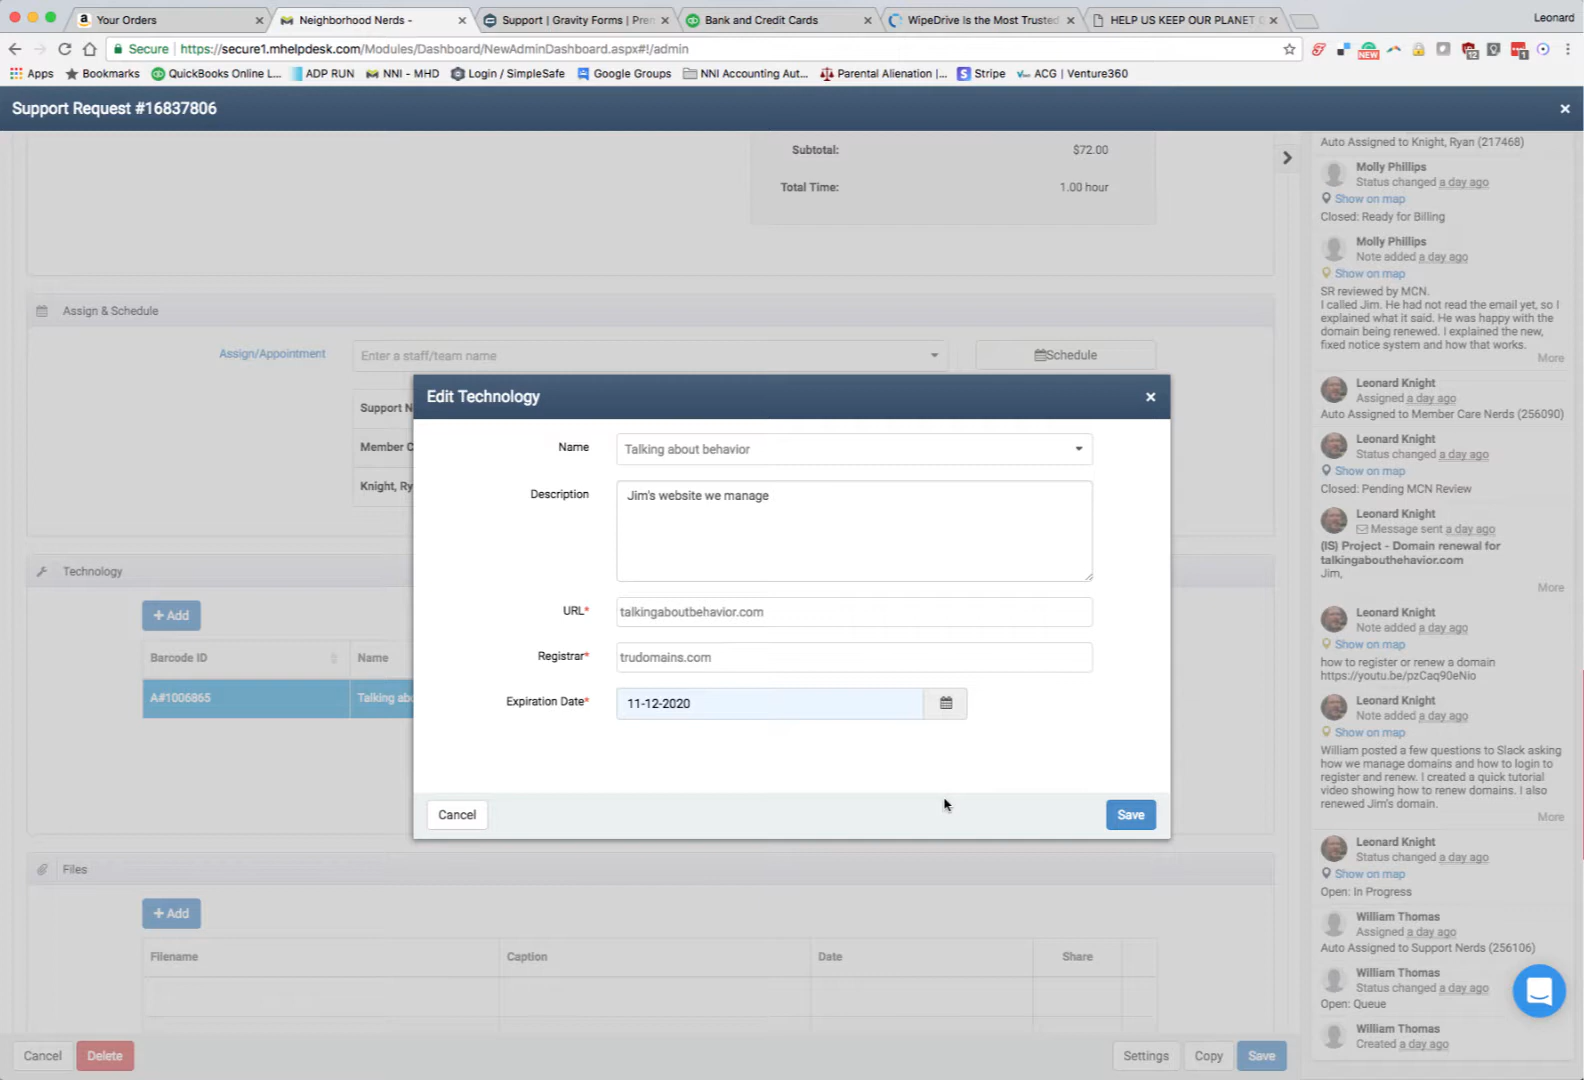 Your Orders
Neighborhood Nerds -
Support | Gravity Forms | Pre
Bank and Credit Cards
WipeDrive Is the Most Trusted
HELP US KEEP OUR PLANET
Leonard
Secure
https://secure1.mhelpdesk.com/Modules/Dashboard/NewAdminDashboard.aspx#!/admin
Apps
Bookmarks
QuickBooks Online L...
ADP RUN
NNI - MHD
Login / SimpleSafe
Google Groups
NNI Accounting Aut...
Parental Alienation |...
Stripe
ACG | Venture360
Support Request #16837806
Subtotal: $72.00
Total Time: 1.00 hour
Assign & Schedule
Assign/Appointment
Enter a staff/team name
Schedule
Support N
Member C
Knight, Ry
Technology
+ Add
Barcode ID
Name
A#1006865
Talking abo
Files
+ Add
Filename
Caption
Date
Share
Cancel
Delete
Settings
Copy
Save
Edit Technology
Name
Talking about behavior
Description
Jim's website we manage
URL*
talkingaboutbehavior.com
Registrar*
trudomains.com
Expiration Date*
11-12-2020
Cancel
Save
Auto Assigned to Knight, Ryan (217468)
Molly Phillips
Status changed a day ago
Show on map
Closed: Ready for Billing
Molly Phillips
Note added a day ago
Show on map
SR reviewed by MCN.
I called Jim. He had not read the email yet, so I
explained what it said. He was happy with the
domain being renewed. I explained the new,
fixed notice system and how that works.
More
Leonard Knight
Assigned a day ago
Auto Assigned to Member Care Nerds (256090)
Leonard Knight
Status changed a day ago
Show on map
Closed: Pending MCN Review
Leonard Knight
Message sent a day ago
(IS) Project - Domain renewal for
talkingabouthehavior.com
Jim,
More
Leonard Knight
Note added a day ago
Show on map
how to register or renew a domain
https://youtu.be/pzCaq90eNio
Leonard Knight
Note added a day ago
Show on map
William posted a few questions to Slack asking
how we manage domains and how to login to
register and renew. I created a quick tutorial
video showing how to renew domains. I also
renewed Jim's domain.
More
Leonard Knight
Status changed a day ago
Show on map
Open: In Progress
William Thomas
Assigned a day ago
Auto Assigned to Support Nerds (256106)
William Thomas
Status changed a day ago
Open: Queue
William Thomas
Created a day ago